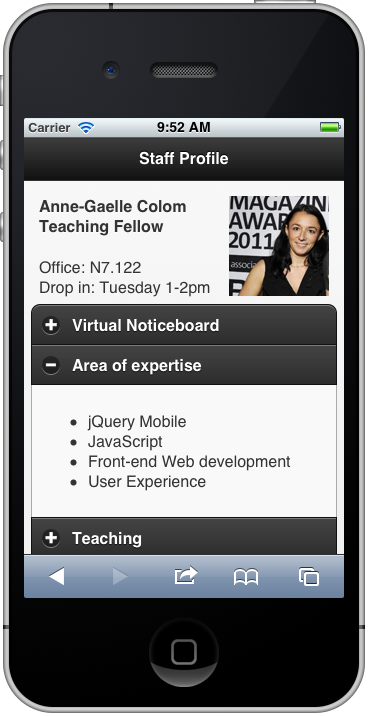 Carrier 9:52 AM
Staff Profile
Anne-Gaelle Colom
Teaching Fellow
Office: N7.122
Drop in: Tuesday 1-2pm
MAGAZIN
AWAR
2011
associa
Virtual Noticeboard
Area of expertise
jQuery Mobile
JavaScript
Front-end Web development
User Experience
Teaching